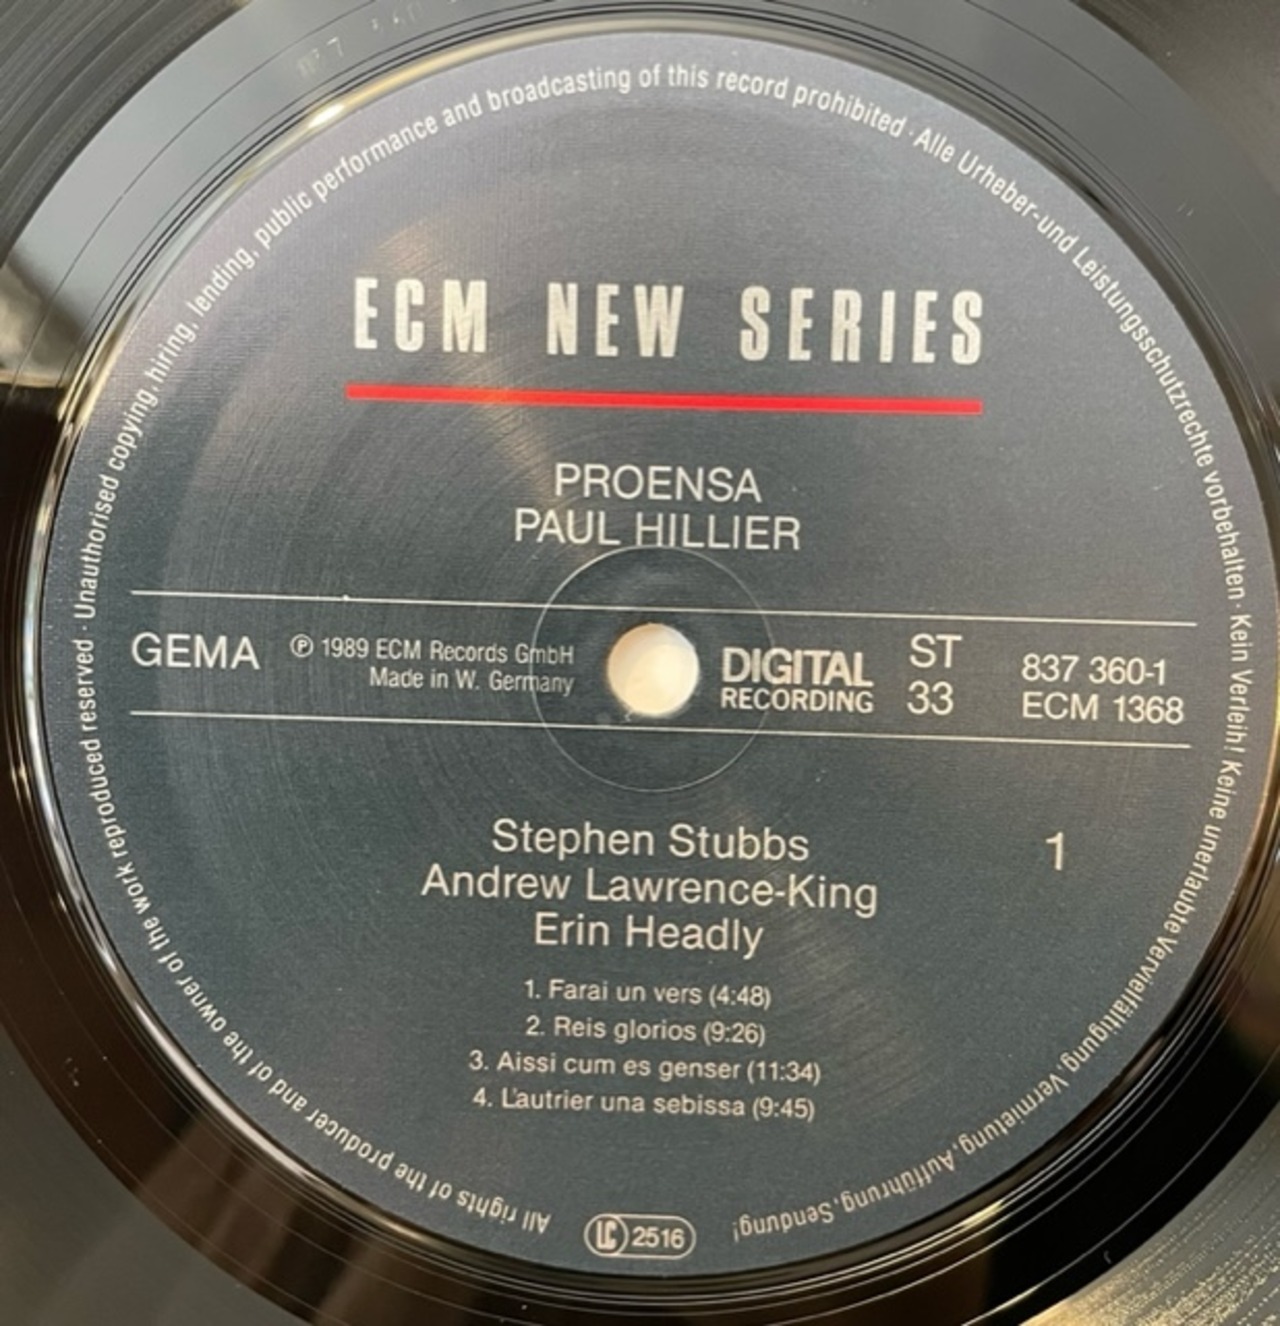 All rights of the producer and of the owner of the work reproduced reserved · Unauthorised copying, hiring, lending, public performance and broadcasting of this record prohibited · Alle Urheber-und Leistungsschutzrechte vorbehalten · Kein Verleih! Keine unerlaubte Vervielfältigung, Vermietung, Aufführung, Sendung!
ECM NEW SERIES
PROENSA
PAUL HILLIER
GEMA
℗ 1989 ECM Records GmbH
Made in W. Germany
DIGITAL
RECORDING
ST
33
837 360-1
ECM 1368
Stephen Stubbs
1
Andrew Lawrence-King
Erin Headly
1. Farai un vers (4:48)
2. Reis glorios (9:26)
3. Aissi cum es genser (11:34)
4. L'autrier una sebissa (9:45)
LC 2516